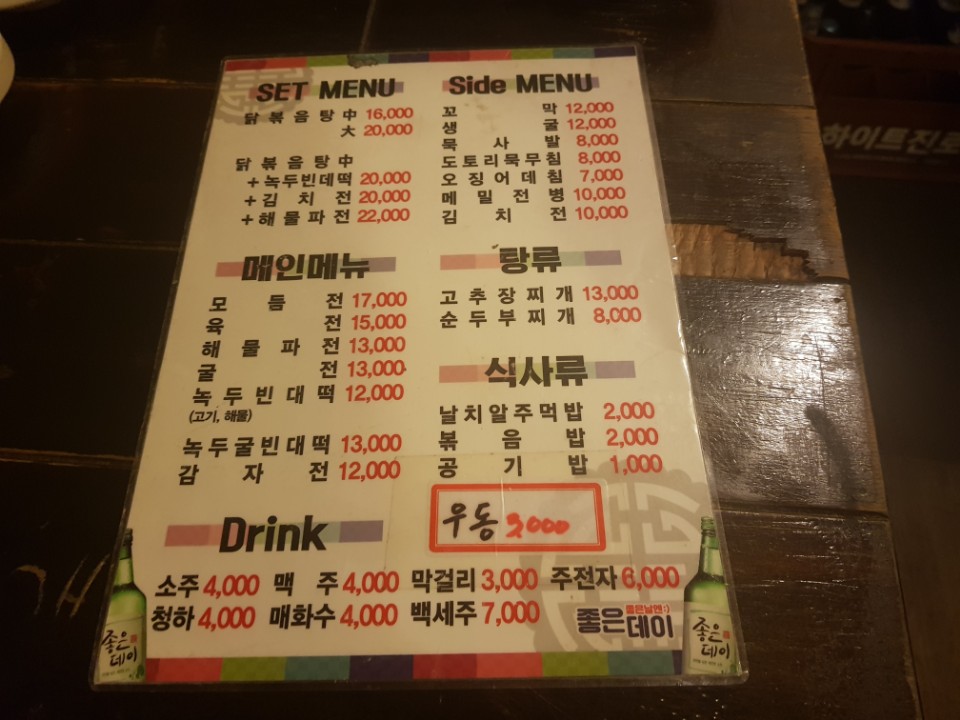 SET MENU
닭볶음탕 中 16,000
大 20,000
닭볶음탕 中
+녹두빈데떡 20,000
+김치전 20,000
+해물파전 22,000
메인메뉴
모듬전 17,000
육전 15,000
해물파전 13,000
굴전 13,000
녹두빈대떡 12,000
(고기, 해물)
녹두굴빈대떡 13,000
감자전 12,000
Side MENU
꼬막 12,000
생굴 12,000
묵사발 8,000
도토리묵무침 8,000
오징어데침 7,000
메밀전병 10,000
김치전 10,000
탕류
고추장찌개 13,000
순두부찌개 8,000
식사류
날치알주먹밥 2,000
볶음밥 2,000
공기밥 1,000
우동 3000
Drink
소주 4,000 맥주 4,000 막걸리 3,000 주전자 6,000
청하 4,000 매화수 4,000 백세주 7,000
좋은날엔:)
좋은데이
좋은데이
좋은데이
하이트진로